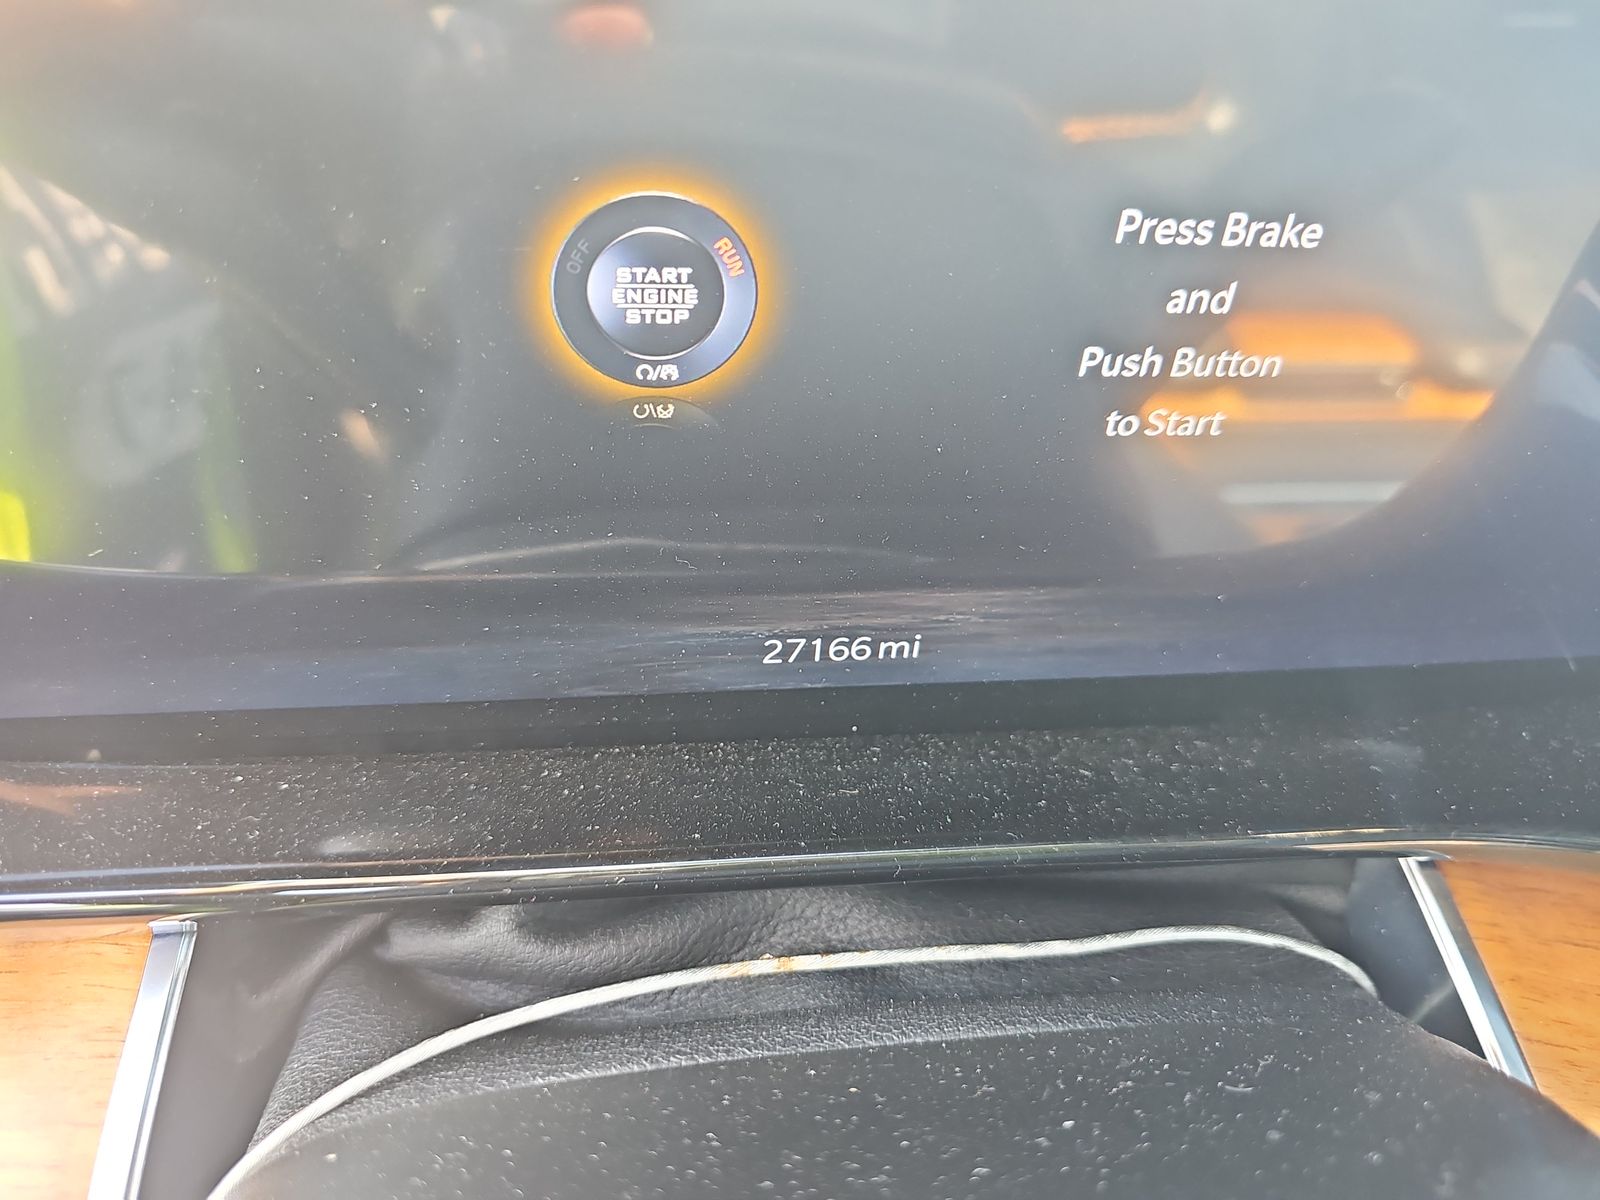 OFF
RUN
START
ENGINE
STOP
Press Brake
and
Push Button
to Start
27166 mi